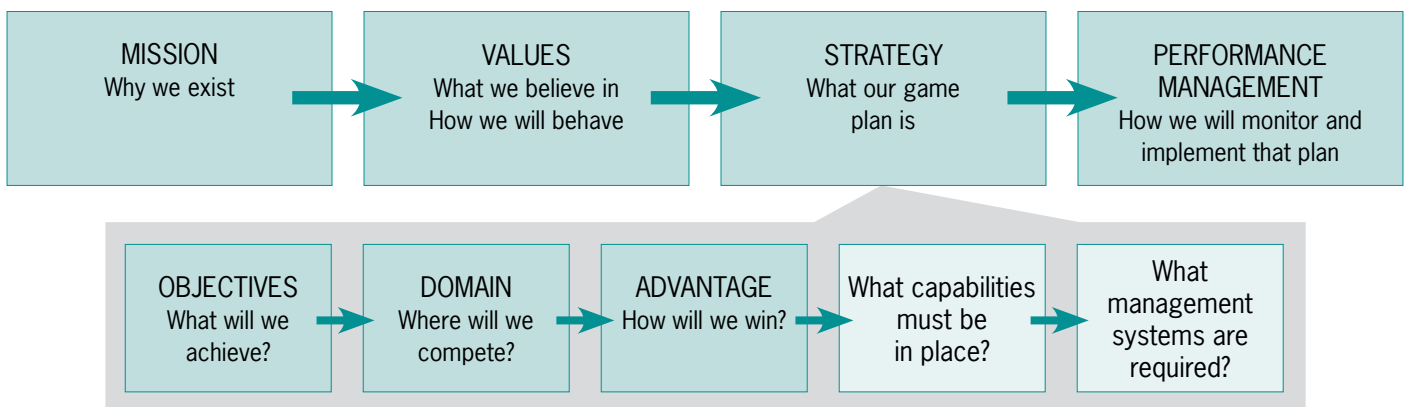 MISSION
Why we exist
VALUES
What we believe in
How we will behave
STRATEGY
What our game
plan is
PERFORMANCE
MANAGEMENT
How we will monitor and
implement that plan
OBJECTIVES
What will we
achieve?
DOMAIN
Where will we
compete?
ADVANTAGE
How will we win?
What capabilities
must be
in place?
What
management
systems are
required?